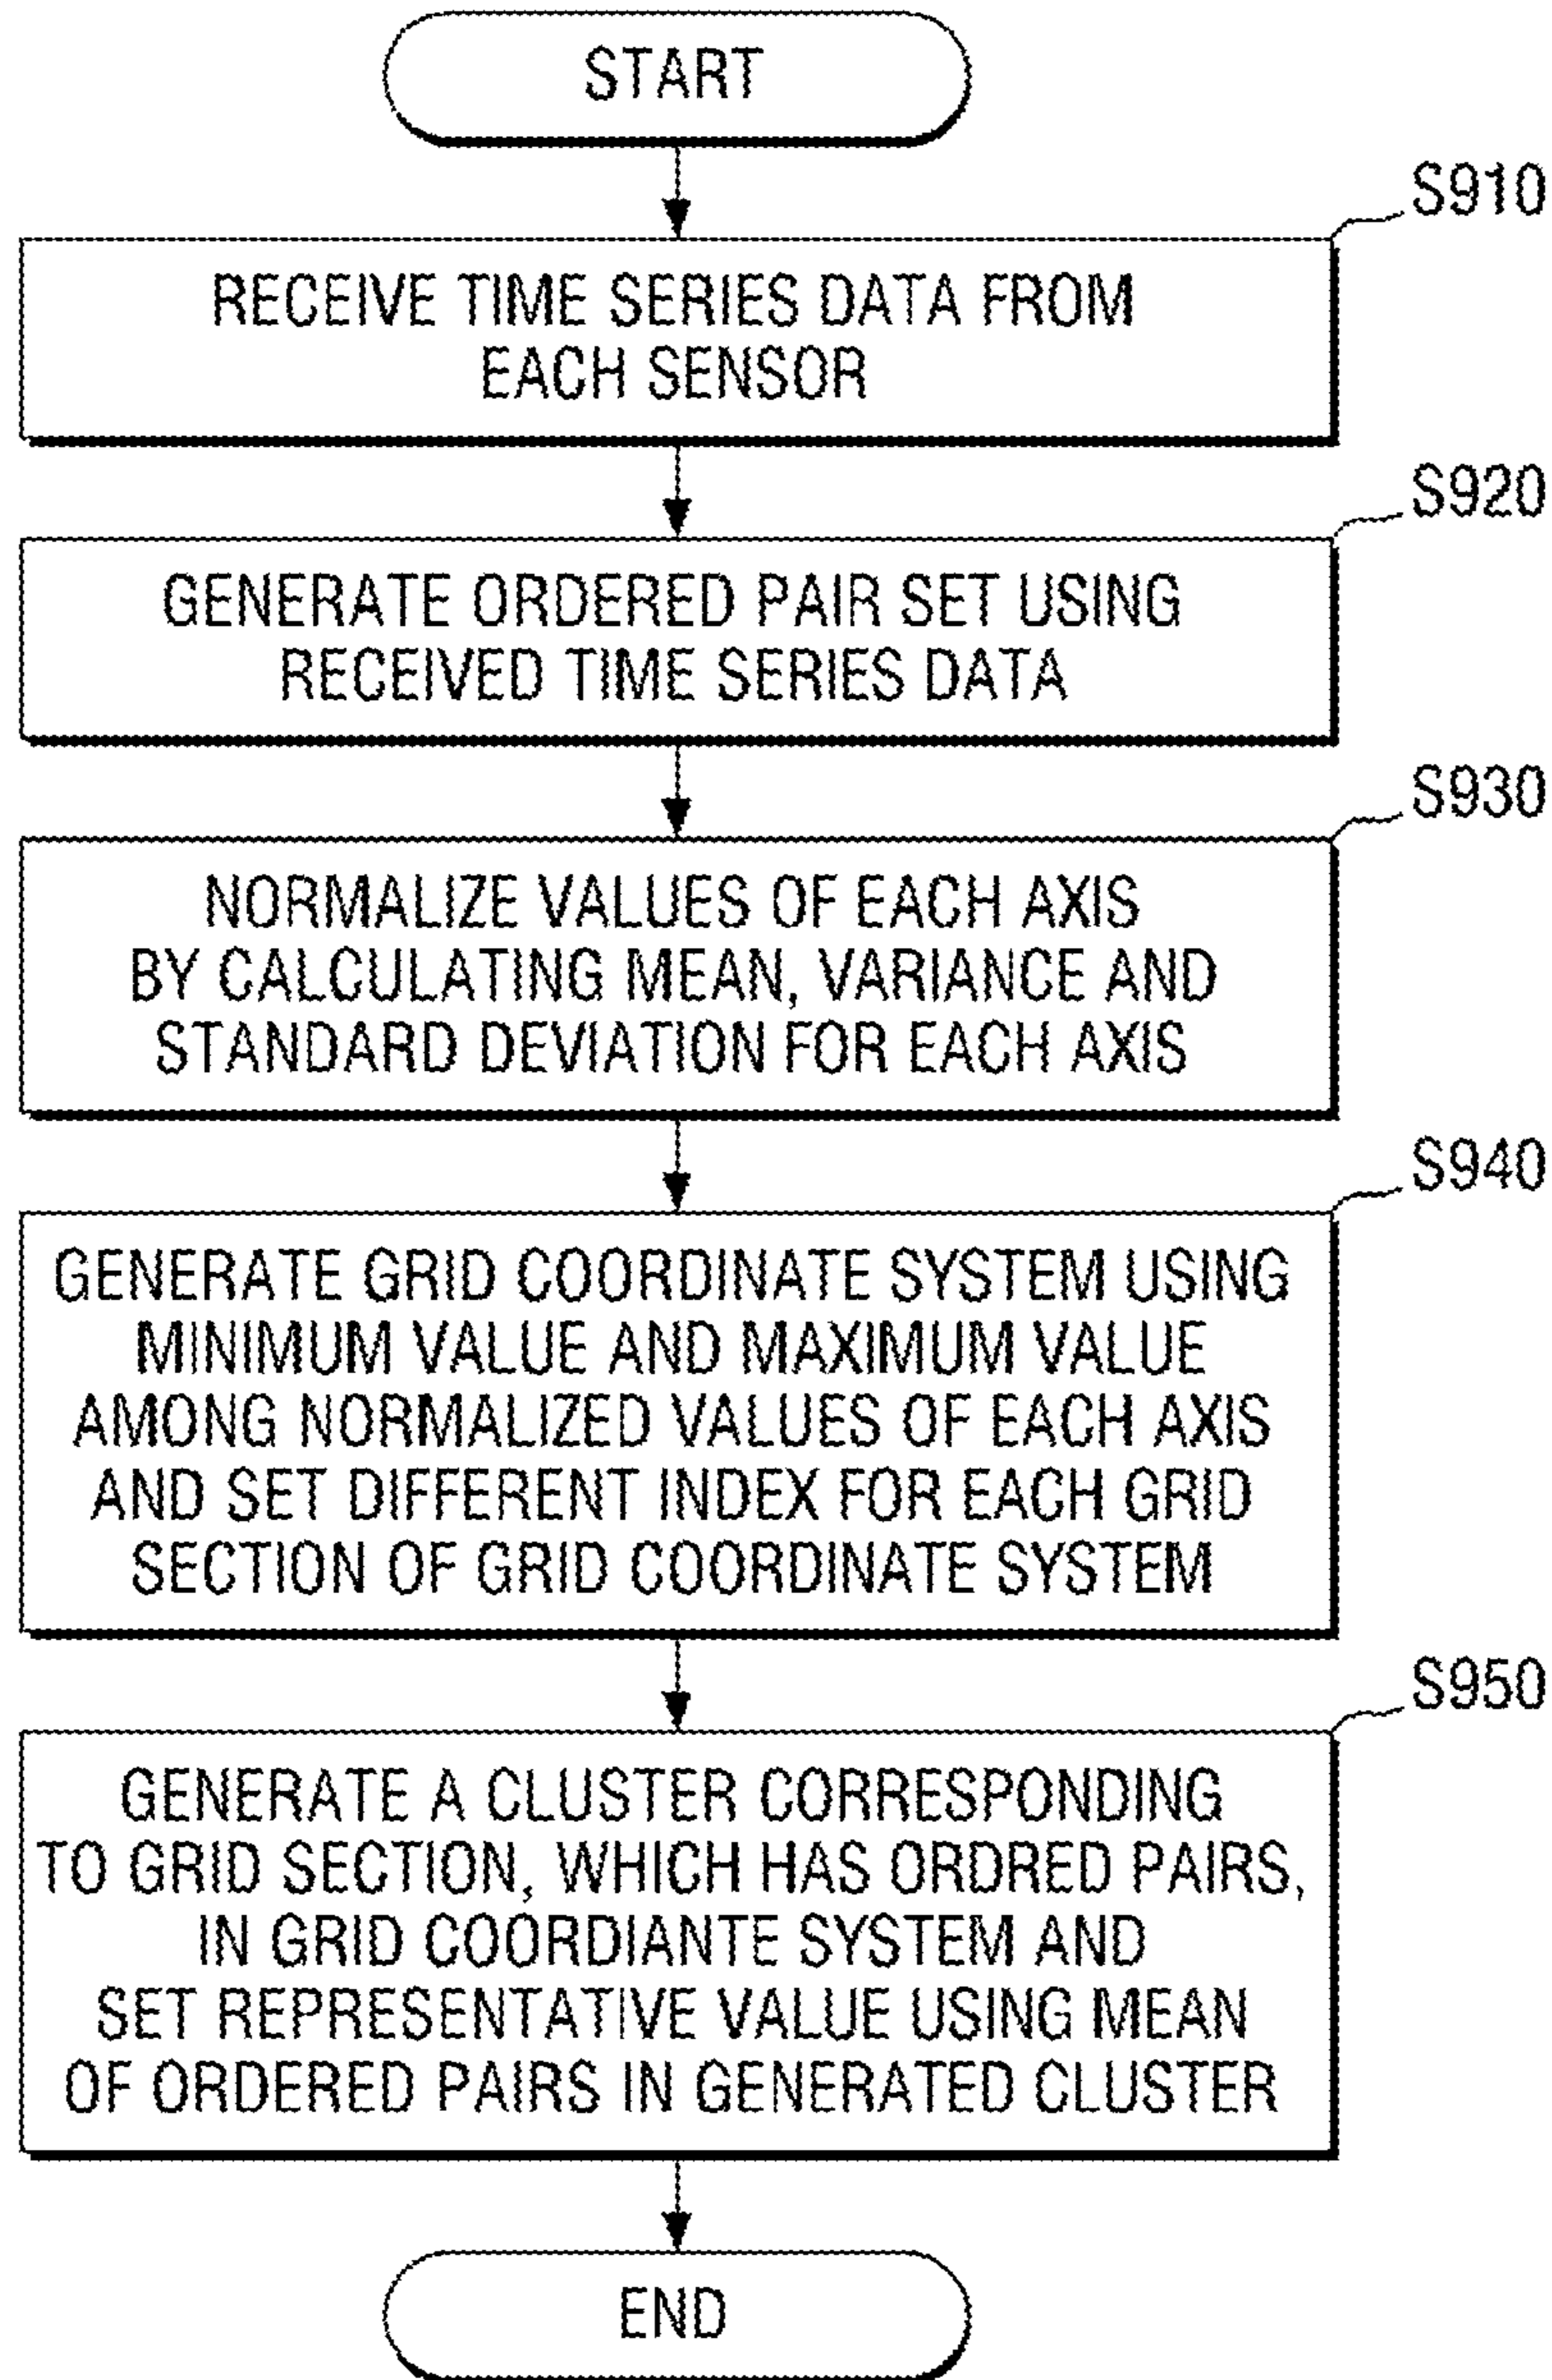 START
S910
RECEIVE TIME SERIES DATA FROM
EACH SENSOR
S920
GENERATE ORDERED PAIR SET USING
RECEIVED TIME SERIES DATA
S930
NORMALIZE VALUES OF EACH AXIS
BY CALCULATING MEAN, VARIANCE AND
STANDARD DEVIATION FOR EACH AXIS
S940
GENERATE GRID COORDINATE SYSTEM USING
MINIMUM VALUE AND MAXIMUM VALUE
AMONG NORMALIZED VALUES OF EACH AXIS
AND SET DIFFERENT INDEX FOR EACH GRID
SECTION OF GRID COORDINATE SYSTEM
S950
GENERATE A CLUSTER CORRESPONDING
TO GRID SECTION, WHICH HAS ORDRED PAIRS,
IN GRID COORDIANTE SYSTEM AND
SET REPRESENTATIVE VALUE USING MEAN
OF ORDERED PAIRS IN GENERATED CLUSTER
END